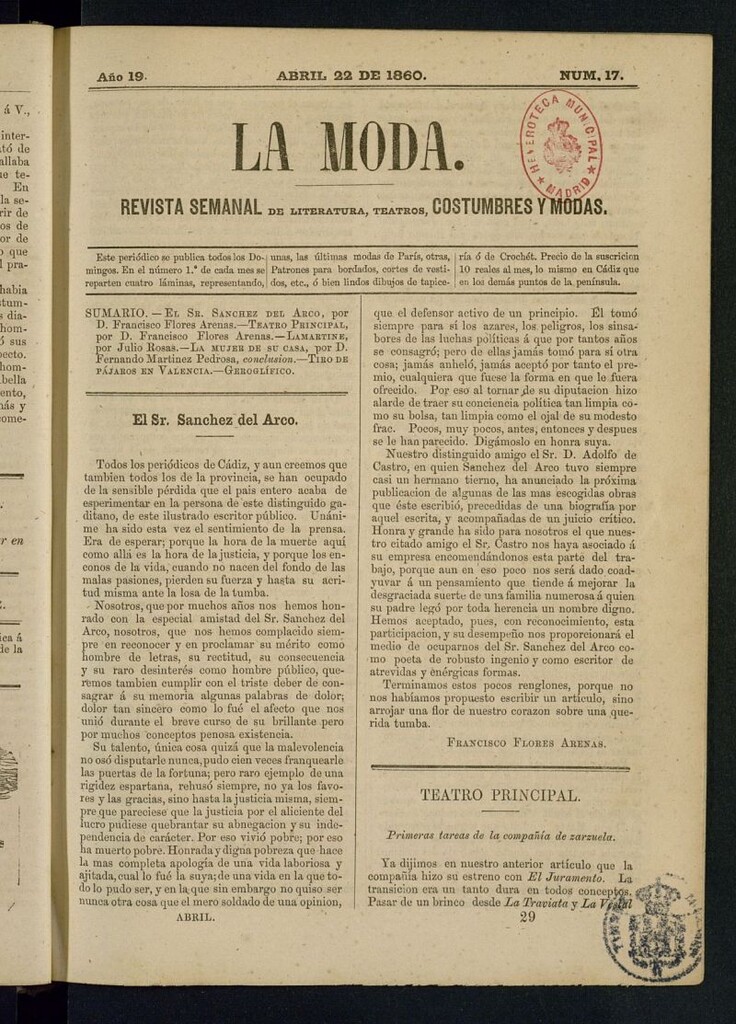 á V.,
inter-
tó de
allaba
te-
En
la se-
rir de
os de
or de
o que
l pra-
habia
stum-
s dia-
hom-
ó sus
pecto.
hom-
bella
ento,
nás y
ome-
r en
ica á
de la
Año 19.
ABRIL 22 DE 1860.
NUM. 17.
LA MODA.
HEMEROTECA MUNICIPAL
MADRID
REVISTA SEMANAL DE LITERATURA, TEATROS, COSTUMBRES Y MODAS.
Este periódico se publica todos los Do-
mingos. En el número 1.º de cada mes se
reparten cuatro láminas, representando,
unas, las últimas modas de París, otras,
Patrones para bordados, cortes de vesti-
dos, etc., ó bien lindos dibujos de tapice-
ría ó de Crochét. Precio de la suscricion
10 reales al mes, lo mismo en Cádiz que
en los demás puntos de la península.
SUMARIO.—El Sr. Sanchez del Arco, por
D. Francisco Flores Arenas.—Teatro Principal,
por D. Francisco Flores Arenas.—Lamartine,
por Julio Rosas.—La mujer de su casa, por D.
Fernando Martinez Pedrosa, conclusion.—Tiro de
pájaros en Valencia.—Geroglífico.
El Sr. Sanchez del Arco.
Todos los periódicos de Cádiz, y aun creemos que
tambien todos los de la provincia, se han ocupado
de la sensible pérdida que el pais entero acaba de
esperimentar en la persona de este distinguido ga-
ditano, de este ilustrado escritor público. Unáni-
me ha sido esta vez el sentimiento de la prensa.
Era de esperar; porque la hora de la muerte aquí
como allá es la hora de la justicia, y porque los en-
conos de la vida, cuando no nacen del fondo de las
malas pasiones, pierden su fuerza y hasta su acri-
tud misma ante la losa de la tumba.
Nosotros, que por muchos años nos hemos hon-
rado con la especial amistad del Sr. Sanchez del
Arco, nosotros, que nos hemos complacido siem-
pre en reconocer y en proclamar su mérito como
hombre de letras, su rectitud, su consecuencia
y su raro desinterés como hombre público, que-
remos tambien cumplir con el triste deber de con-
sagrar á su memoria algunas palabras de dolor;
dolor tan sincero como lo fué el afecto que nos
unió durante el breve curso de su brillante pero
por muchos conceptos penosa existencia.
Su talento, única cosa quizá que la malevolencia
no osó disputarle nunca, pudo cien veces franquearle
las puertas de la fortuna; pero raro ejemplo de una
rigidez espartana, rehusó siempre, no ya los favo-
res y las gracias, sino hasta la justicia misma, siem-
pre que pareciese que la justicia por el aliciente del
lucro pudiese quebrantar su abnegacion y su inde-
pendencia de carácter. Por eso vivió pobre; por eso
ha muerto pobre. Honrada y digna pobreza que hace
la mas completa apología de una vida laboriosa y
ajitada, cual lo fué la suya; de una vida en la que to-
do lo pudo ser, y en la que sin embargo no quiso ser
nunca otra cosa que el mero soldado de una opinion,
ABRIL.
que el defensor activo de un principio. Él tomó
siempre para sí los azares, los peligros, los sinsa-
bores de las luchas políticas á que por tantos años
se consagró; pero de ellas jamás tomó para sí otra
cosa; jamás anheló, jamás aceptó por tanto el pre-
mio, cualquiera que fuese la forma en que le fuera
ofrecido. Por eso al tornar de su diputacion hizo
alarde de traer su conciencia política tan limpia co-
mo su bolsa, tan limpia como el ojal de su modesto
frac. Pocos, muy pocos, antes, entonces y despues
se le han parecido. Digámoslo en honra suya.
Nuestro distinguido amigo el Sr. D. Adolfo de
Castro, en quien Sanchez del Arco tuvo siempre
casi un hermano tierno, ha anunciado la próxima
publicacion de algunas de las mas escogidas obras
que éste escribió, precedidas de una biografía por
aquel escrita, y acompañadas de un juicio crítico.
Honra y grande ha sido para nosotros el que nues-
tro citado amigo el Sr. Castro nos haya asociado á
su empresa encomendándonos esta parte del tra-
bajo, porque aun en eso poco nos será dado coad-
yuvar á un pensamiento que tiende á mejorar la
desgraciada suerte de una familia numerosa á quien
su padre legó por toda herencia un nombre digno.
Hemos aceptado, pues, con reconocimiento, esta
participacion, y su desempeño nos proporcionará el
medio de ocuparnos del Sr. Sanchez del Arco co-
mo poeta de robusto ingenio y como escritor de
atrevidas y enérgicas formas.
Terminamos estos pocos renglones, porque no
nos habíamos propuesto escribir un artículo, sino
arrojar una flor de nuestro corazon sobre una que-
rida tumba.
Francisco Flores Arenas.
TEATRO PRINCIPAL.
Primeras tareas de la compañía de zarzuela.
Ya dijimos en nuestro anterior artículo que la
compañía hizo su estreno con El Juramento. La
transicion era un tanto dura en todos conceptos.
Pasar de un brinco desde La Traviata y La Vestal
29